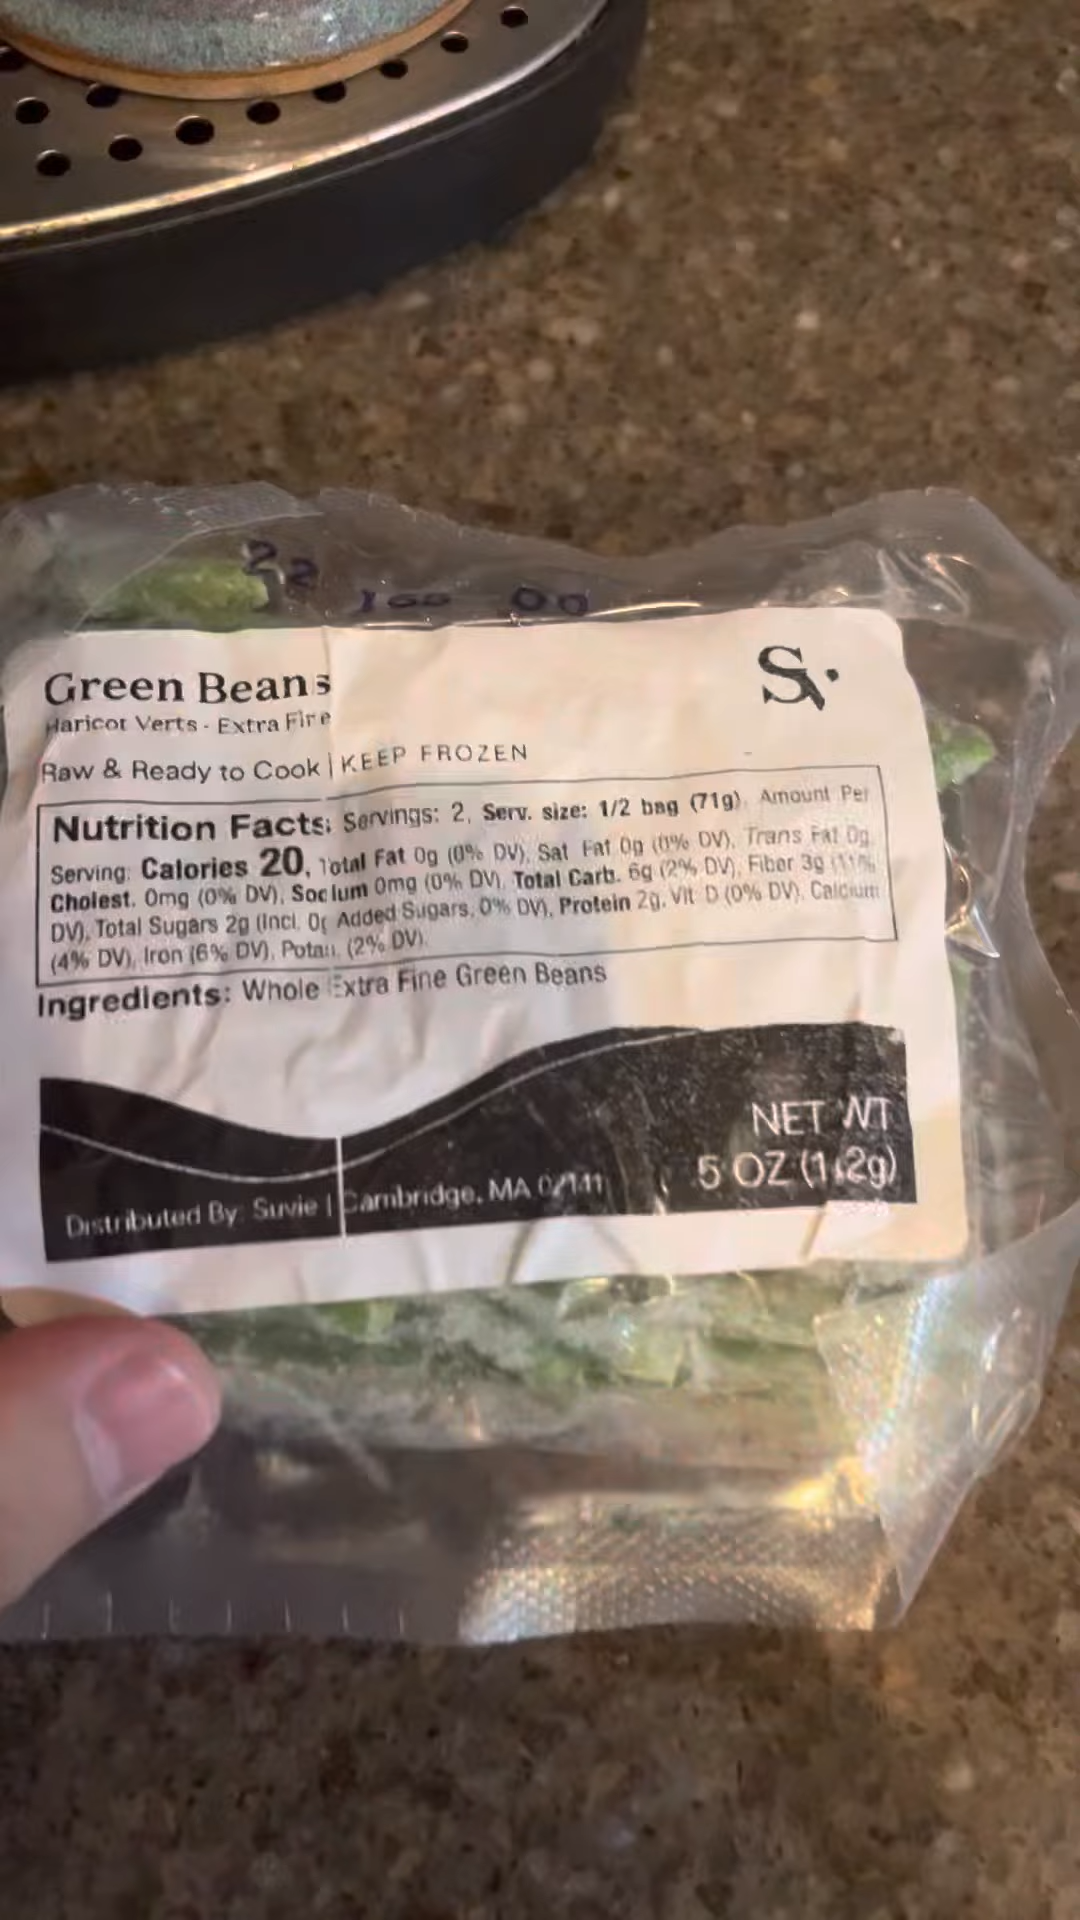 22 100 00
Green Beans
S.
Haricot Verts - Extra Fine
Raw & Ready to Cook | KEEP FROZEN
Nutrition Facts: Servings: 2, Serv. size: 1/2 bag (71g), Amount Per
Serving: Calories 20, Total Fat 0g (0% DV), Sat Fat 0g (0% DV), Trans Fat 0g,
Cholest. 0mg (0% DV), Sodium 0mg (0% DV), Total Carb. 6g (2% DV), Fiber 3g (11%
DV), Total Sugars 2g (Incl. 0g Added Sugars, 0% DV), Protein 2g, Vit D (0% DV), Calcium
(4% DV), Iron (6% DV), Potas. (2% DV).
Ingredients: Whole Extra Fine Green Beans
NET WT
5 OZ (142g)
Distributed By: Suvie | Cambridge, MA 02141